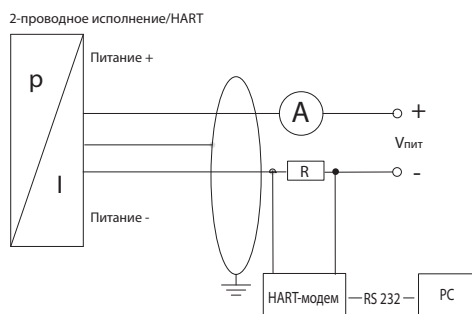 2-проводное исполнение/HART
p
I
Питание +
Питание -
A
+
Vпит
-
R
HART-модем
RS 232
PC